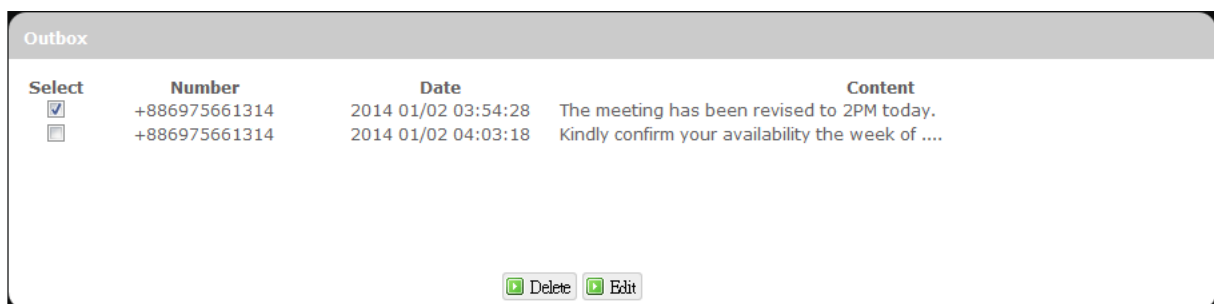 Outbox
Select Number Date Content
+886975661314 2014 01/02 03:54:28 The meeting has been revised to 2PM today.
+886975661314 2014 01/02 04:03:18 Kindly confirm your availability the week of ....
Delete Edit